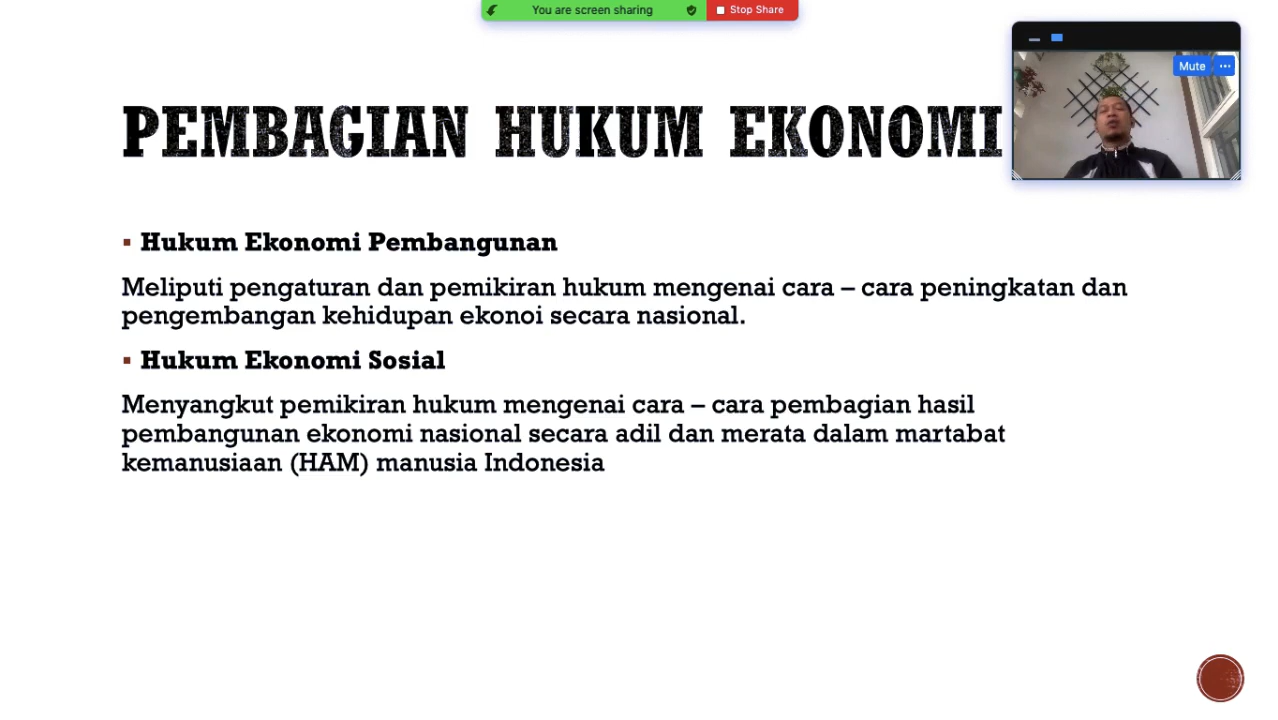 You are screen sharing
Stop Share
Mute
PEMBAGIAN HUKUM EKONOMI
Hukum Ekonomi Pembangunan
Meliputi pengaturan dan pemikiran hukum mengenai cara – cara peningkatan dan
pengembangan kehidupan ekonoi secara nasional.
Hukum Ekonomi Sosial
Menyangkut pemikiran hukum mengenai cara – cara pembagian hasil
pembangunan ekonomi nasional secara adil dan merata dalam martabat
kemanusiaan (HAM) manusia Indonesia